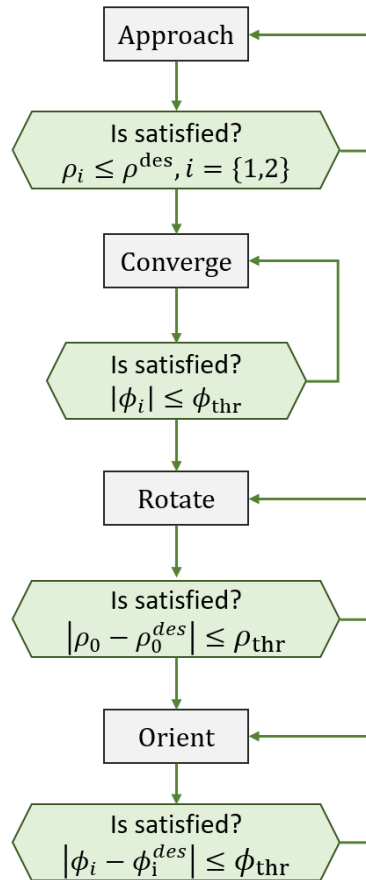 Approach
Is satisfied?
ρ_i ≤ ρ^des, i = {1,2}
Converge
Is satisfied?
|ϕ_i| ≤ ϕ_thr
Rotate
Is satisfied?
|ρ_0 − ρ_0^des| ≤ ρ_thr
Orient
Is satisfied?
|ϕ_i − ϕ_i^des| ≤ ϕ_thr